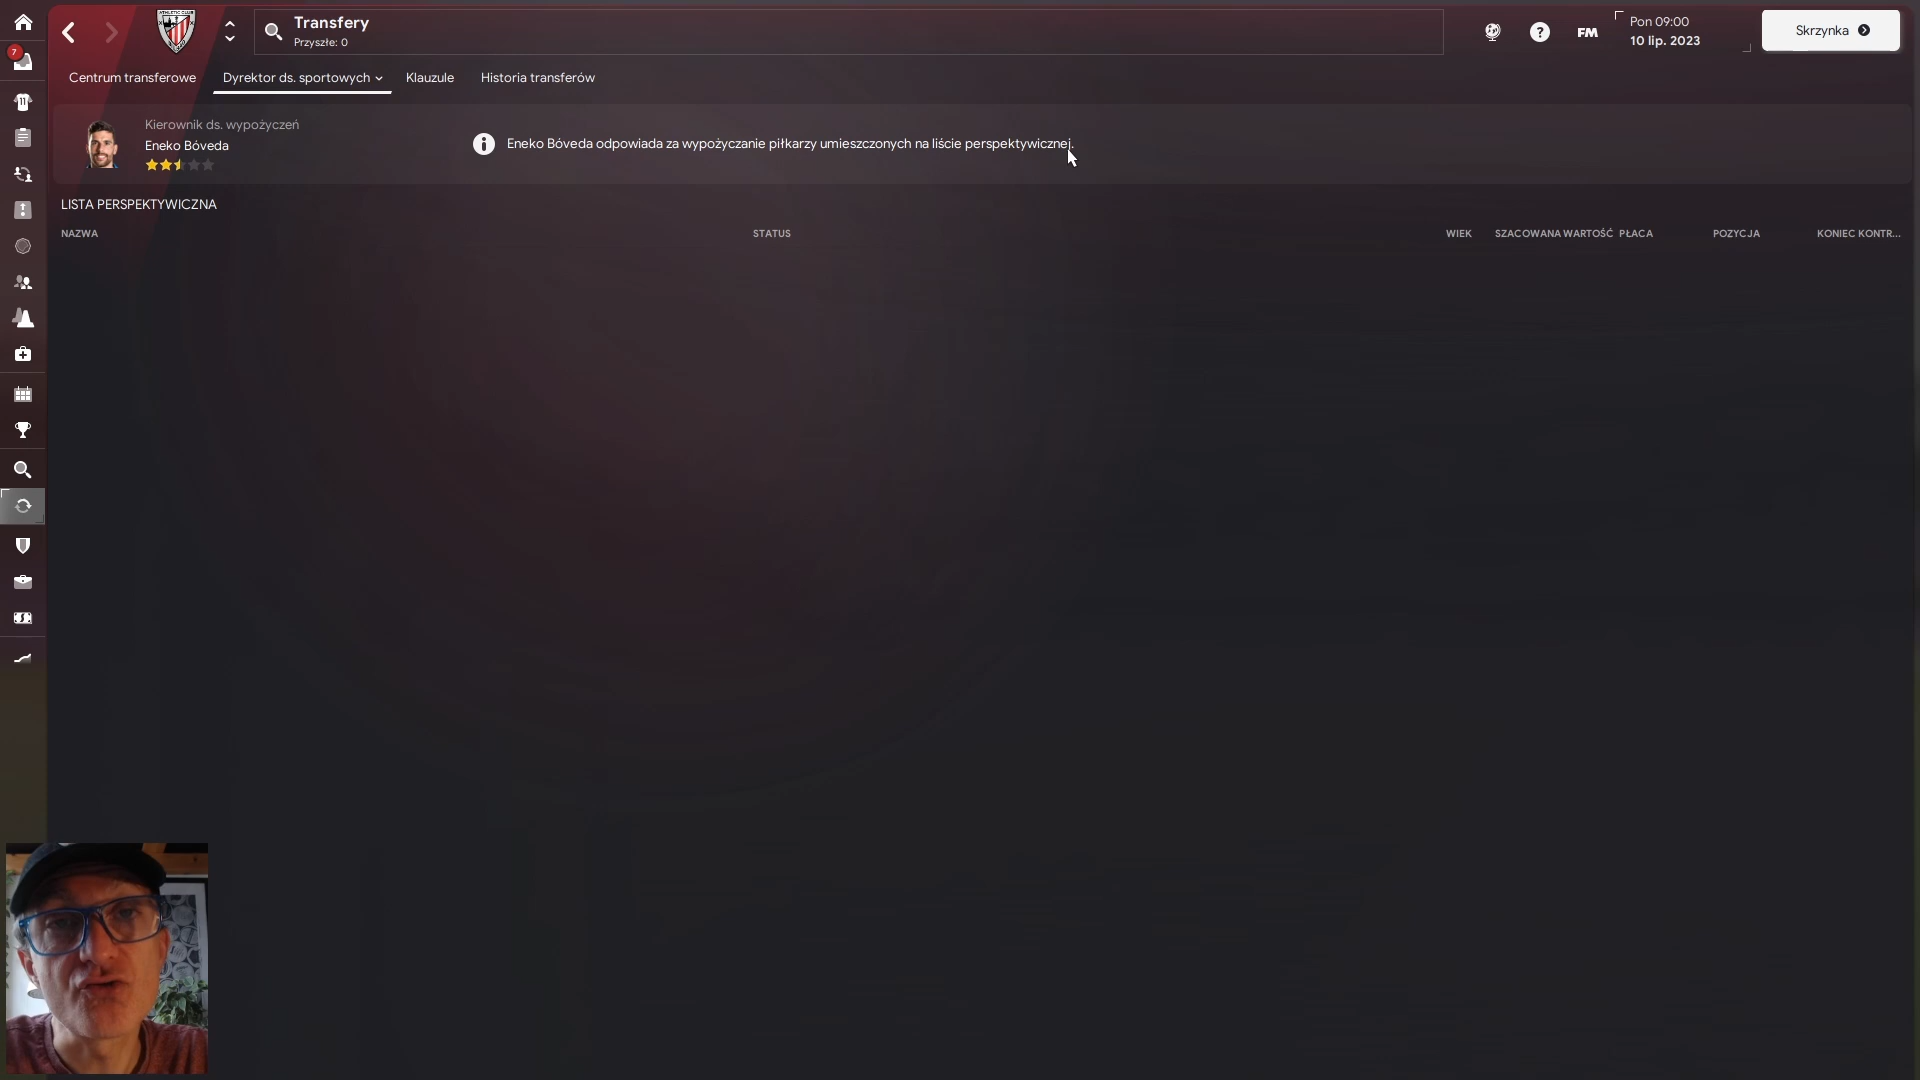 Transfery
Przyszłe: 0
Pon 09:00
10 lip. 2023
Skrzynka
7
11
FM
Centrum transferowe
Dyrektor ds. sportowych
Klauzule
Historia transferów
Kierownik ds. wypożyczeń
Eneko Bóveda
Eneko Bóveda odpowiada za wypożyczanie piłkarzy umieszczonych na liście perspektywicznej.
LISTA PERSPEKTYWICZNA
NAZWA
STATUS
WIEK
SZACOWANA WARTOŚĆ
PŁACA
POZYCJA
KONIEC KONTR...